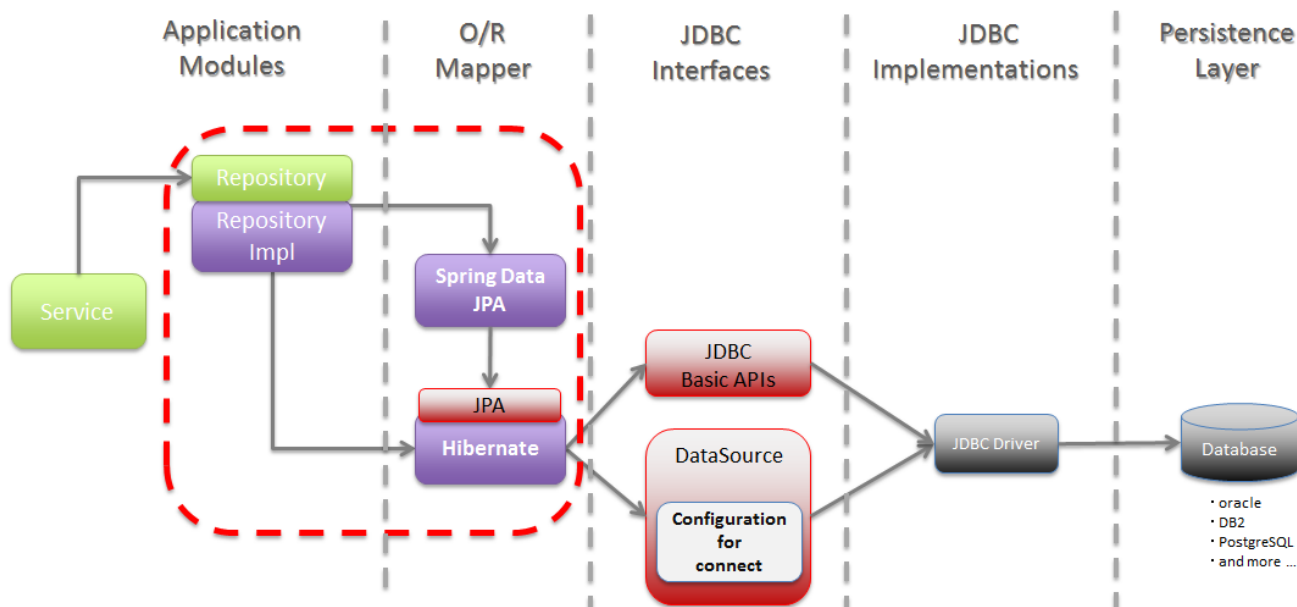 Application
Modules
O/R
Mapper
JDBC
Interfaces
JDBC
Implementations
Persistence
Layer
Repository
Repository
Impl
Service
Spring Data
JPA
JPA
Hibernate
JDBC
Basic APIs
DataSource
Configuration
for
connect
JDBC Driver
Database
・oracle
・DB2
・PostgreSQL
・and more ...